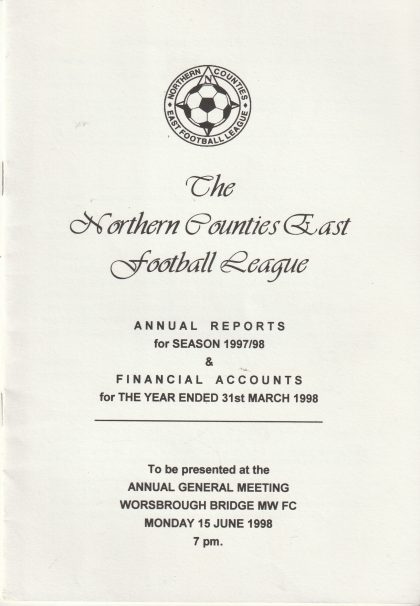 NORTHERN COUNTIES
N
EAST FOOTBALL LEAGUE
The
Northern Counties East
Football League
ANNUAL REPORTS
for SEASON 1997/98
&
FINANCIAL ACCOUNTS
for THE YEAR ENDED 31st MARCH 1998
To be presented at the
ANNUAL GENERAL MEETING
WORSBROUGH BRIDGE MW FC
MONDAY 15 JUNE 1998
7 pm.